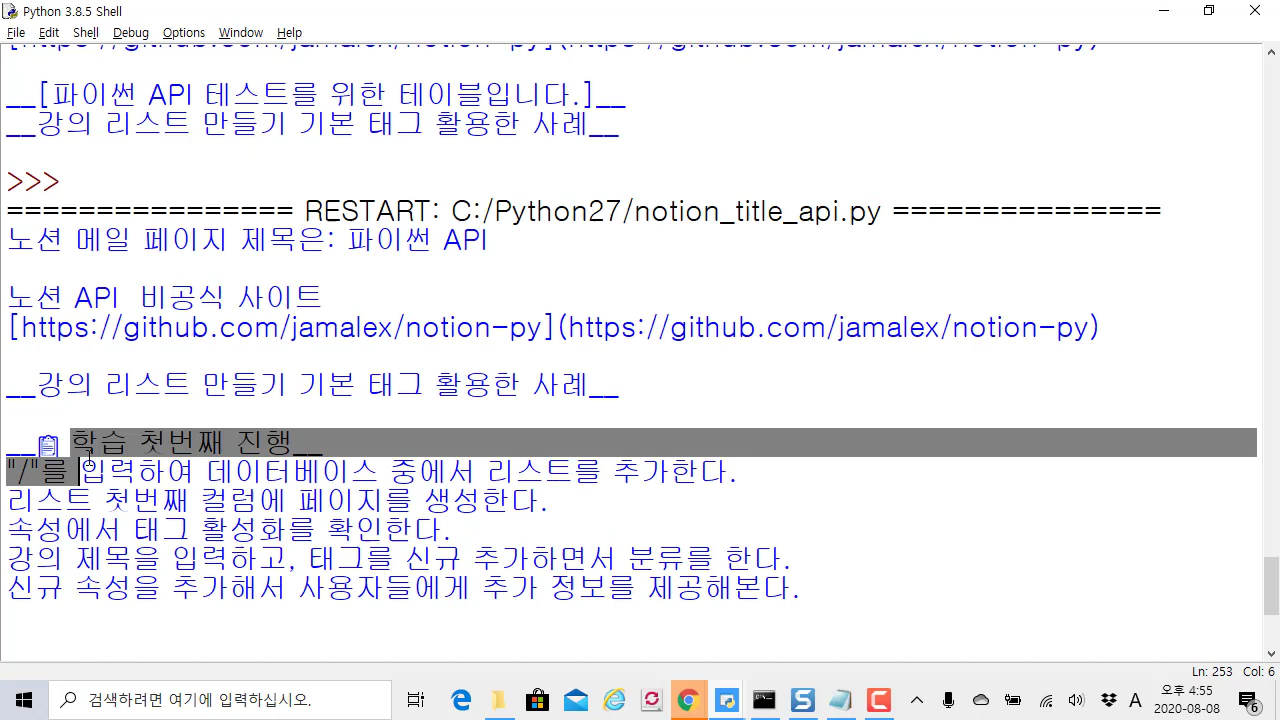 Python 3.8.5 Shell
File Edit Shell Debug Options Window Help
[https://github.com/jamalex/notion-py](https://github.com/jamalex/notion-py)
__[파이썬 API 테스트를 위한 테이블입니다.]__
__강의 리스트 만들기 기본 태그 활용한 사례__
>>>
================ RESTART: C:/Python27/notion_title_api.py ===============
노션 메일 페이지 제목은: 파이썬 API
노션 API  비공식 사이트
[https://github.com/jamalex/notion-py](https://github.com/jamalex/notion-py)
__강의 리스트 만들기 기본 태그 활용한 사례__
__📋 학습 첫번째 진행__
"/"를 입력하여 데이터베이스 중에서 리스트를 추가한다.
리스트 첫번째 컬럼에 페이지를 생성한다.
속성에서 태그 활성화를 확인한다.
강의 제목을 입력하고, 태그를 신규 추가하면서 분류를 한다.
신규 속성을 추가해서 사용자들에게 추가 정보를 제공해본다.
Ln: 253 Col: 6
검색하려면 여기에 입력하십시오.
A
오후 4:55
2020-08-08
6